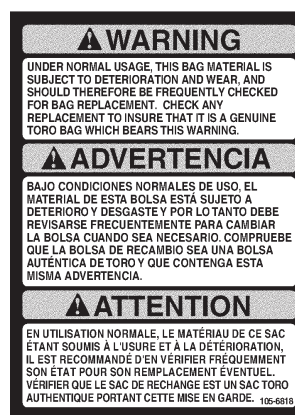 WARNING
UNDER NORMAL USAGE, THIS BAG MATERIAL IS
SUBJECT TO DETERIORATION AND WEAR, AND
SHOULD THEREFORE BE FREQUENTLY CHECKED
FOR BAG REPLACEMENT. CHECK ANY
REPLACEMENT TO INSURE THAT IT IS A GENUINE
TORO BAG WHICH BEARS THIS WARNING.
ADVERTENCIA
BAJO CONDICIONES NORMALES DE USO, EL
MATERIAL DE ESTA BOLSA ESTÁ SUJETO A
DETERIORO Y DESGASTE Y POR LO TANTO DEBE
REVISARSE FRECUENTEMENTE PARA CAMBIAR
LA BOLSA CUANDO SEA NECESARIO. COMPRUEBE
QUE LA BOLSA DE RECAMBIO SEA UNA BOLSA
AUTÉNTICA DE TORO Y QUE CONTENGA ESTA
MISMA ADVERTENCIA.
ATTENTION
EN UTILISATION NORMALE, LE MATÉRIAU DE CE SAC
ÉTANT SOUMIS À L'USURE ET À LA DÉTÉRIORATION,
IL EST RECOMMANDÉ D'EN VÉRIFIER FRÉQUEMMENT
SON ÉTAT POUR SON REMPLACEMENT ÉVENTUEL.
VÉRIFIER QUE LE SAC DE RECHANGE EST UN SAC TORO
AUTHENTIQUE PORTANT CETTE MISE EN GARDE. 105-6818